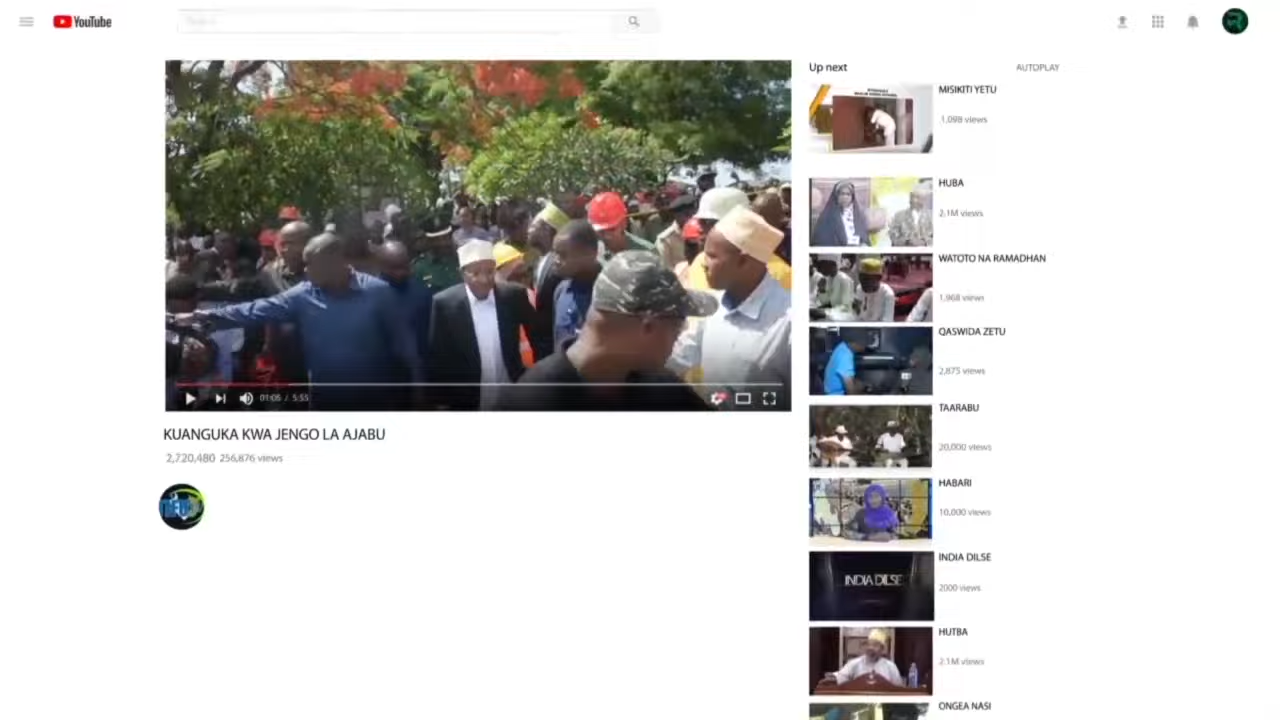 YouTube
Up next
AUTOPLAY
MISIKITI YETU
1,098 views
HUBA
2.1M views
WATOTO NA RAMADHAN
1,968 views
QASWIDA ZETU
2,875 views
TAARABU
20,000 views
HABARI
10,000 views
INDIA DILSE
INDIA DILSE
2000 views
HUTBA
2.1M views
ONGEA NASI
01:05 / 5:55
KUANGUKA KWA JENGO LA AJABU
2,720,480 256,876 views